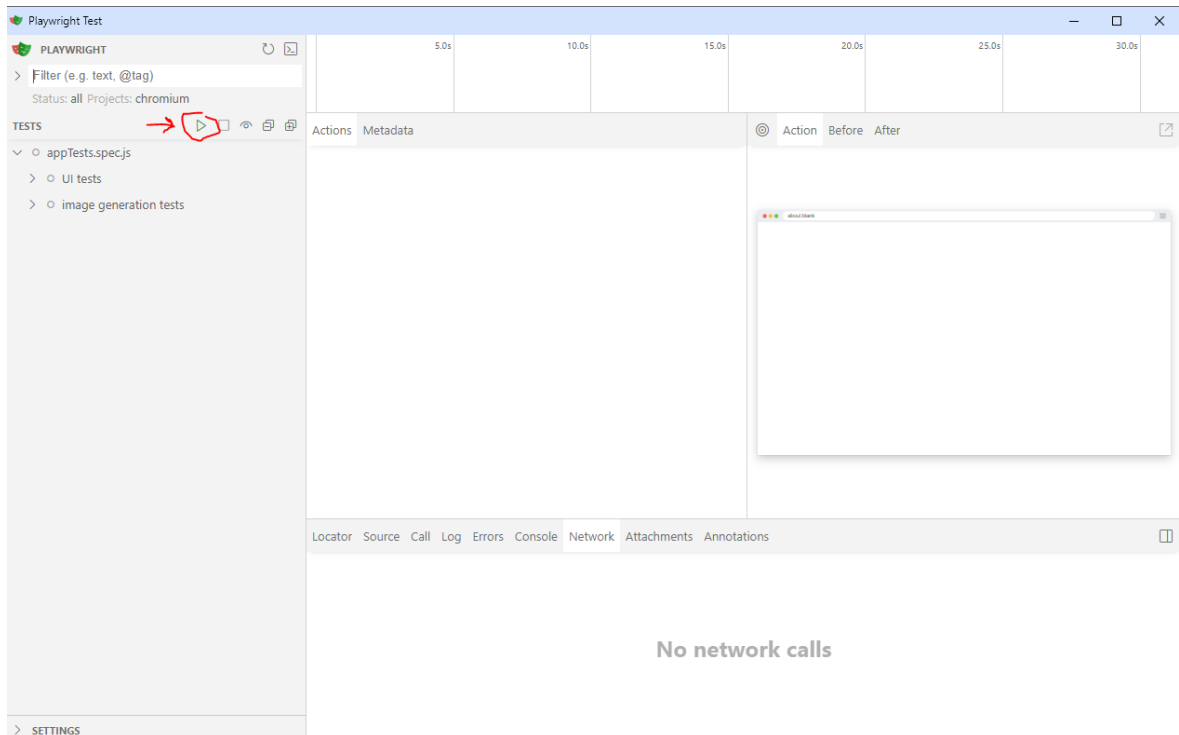 Playwright Test
PLAYWRIGHT
Filter (e.g. text, @tag)
Status: all Projects: chromium
TESTS
appTests.spec.js
UI tests
image generation tests
5.0s 10.0s 15.0s 20.0s 25.0s 30.0s
Actions Metadata
Action Before After
about:blank
Locator Source Call Log Errors Console Network Attachments Annotations
No network calls
SETTINGS